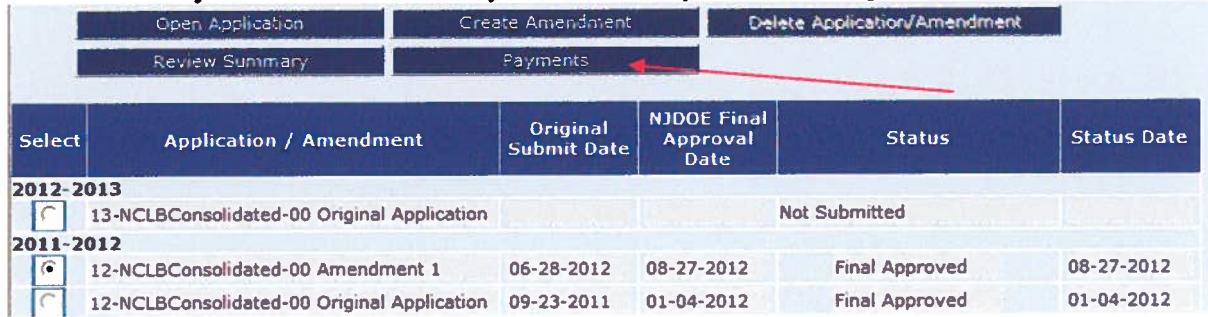 Open Application Create Amendment Delete Application/Amendment
Review Summary Payments
Select Application / Amendment Original Submit Date NJDOE Final Approval Date Status Status Date
2012-2013
13-NCLBConsolidated-00 Original Application Not Submitted
2011-2012
12-NCLBConsolidated-00 Amendment 1 06-28-2012 08-27-2012 Final Approved 08-27-2012
12-NCLBConsolidated-00 Original Application 09-23-2011 01-04-2012 Final Approved 01-04-2012